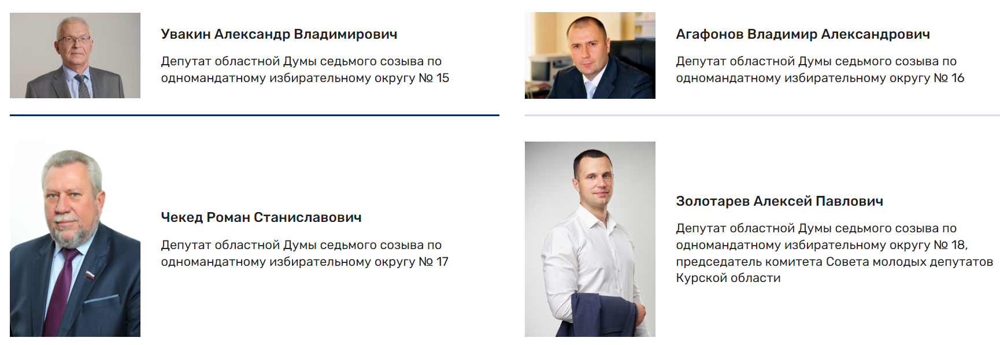 Увакин Александр Владимирович
Депутат областной Думы седьмого созыва по
одномандатному избирательному округу № 15
Агафонов Владимир Александрович
Депутат областной Думы седьмого созыва по
одномандатному избирательному округу № 16
Чекед Роман Станиславович
Депутат областной Думы седьмого созыва по
одномандатному избирательному округу № 17
Золотарев Алексей Павлович
Депутат областной Думы седьмого созыва по
одномандатному избирательному округу № 18,
председатель комитета Совета молодых депутатов
Курской области